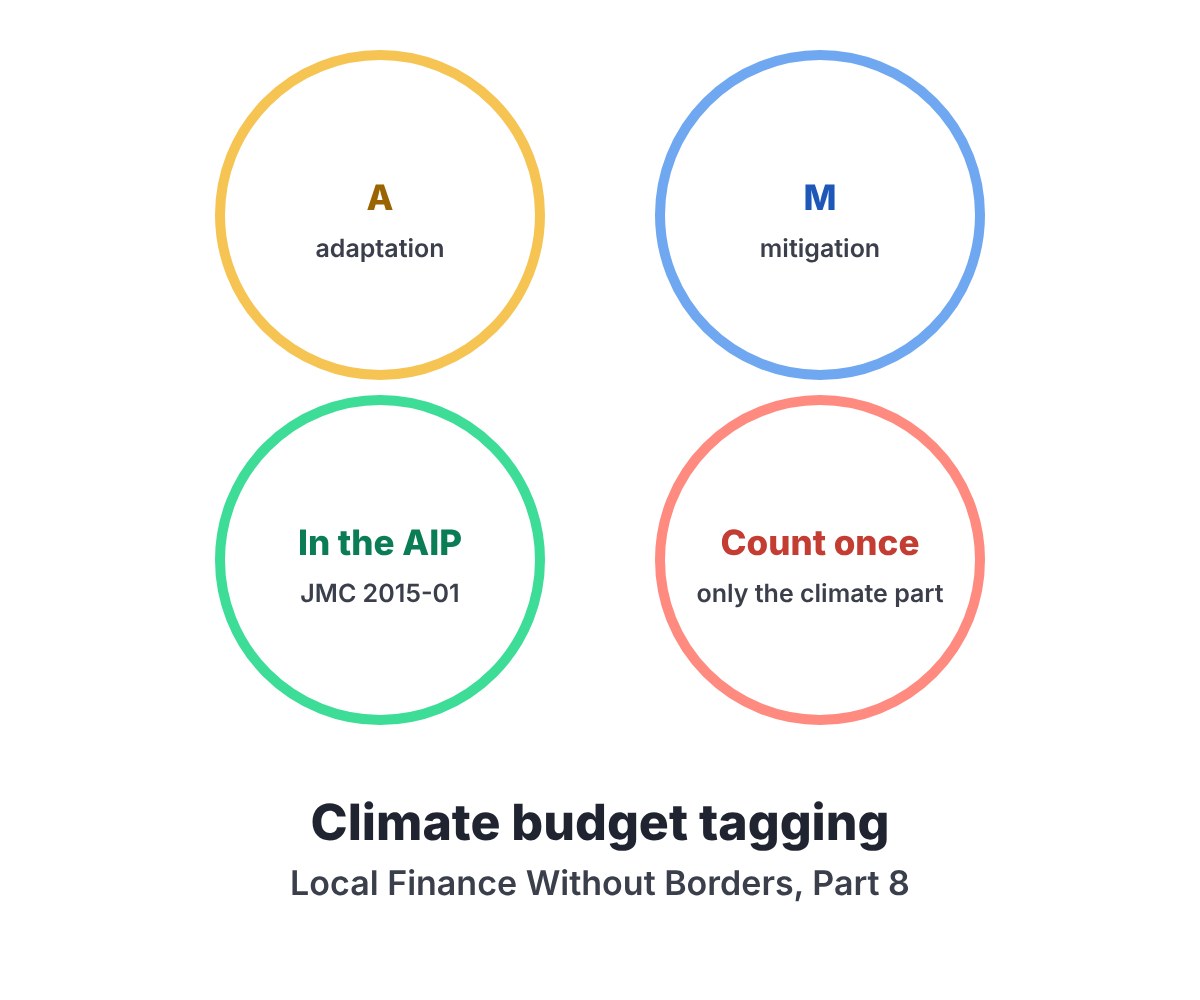 A
adaptation
M
mitigation
In the AIP
JMC 2015-01
Count once
only the climate part
Climate budget tagging
Local Finance Without Borders, Part 8